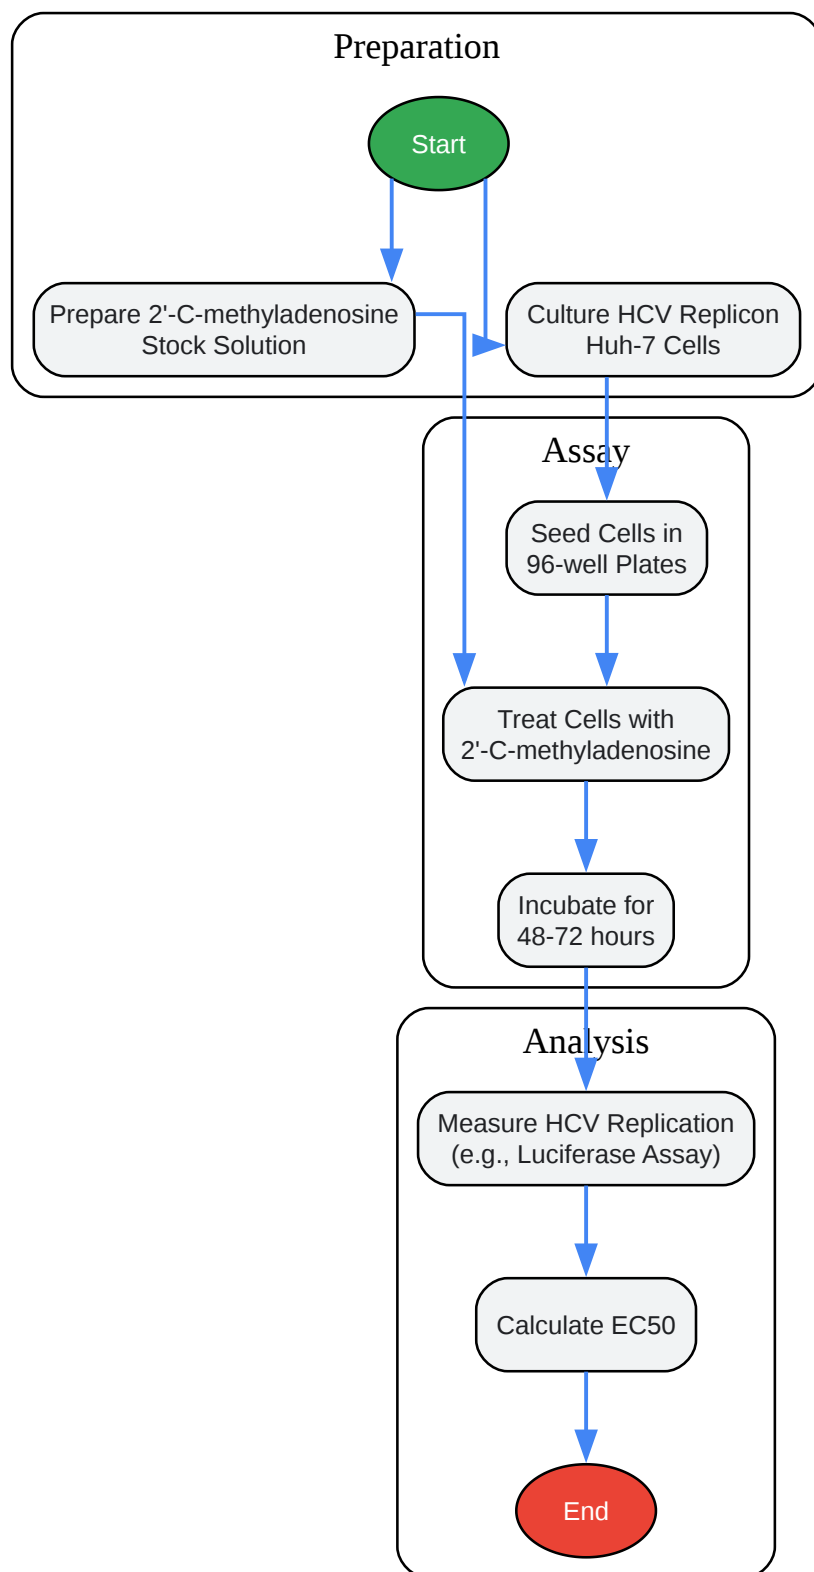 Preparation
Start
Prepare 2'-C-methyladenosine
Stock Solution
Culture HCV Replicon
Huh-7 Cells
Assay
Seed Cells in
96-well Plates
Treat Cells with
2'-C-methyladenosine
Incubate for
48-72 hours
Analysis
Measure HCV Replication
(e.g., Luciferase Assay)
Calculate EC50
End